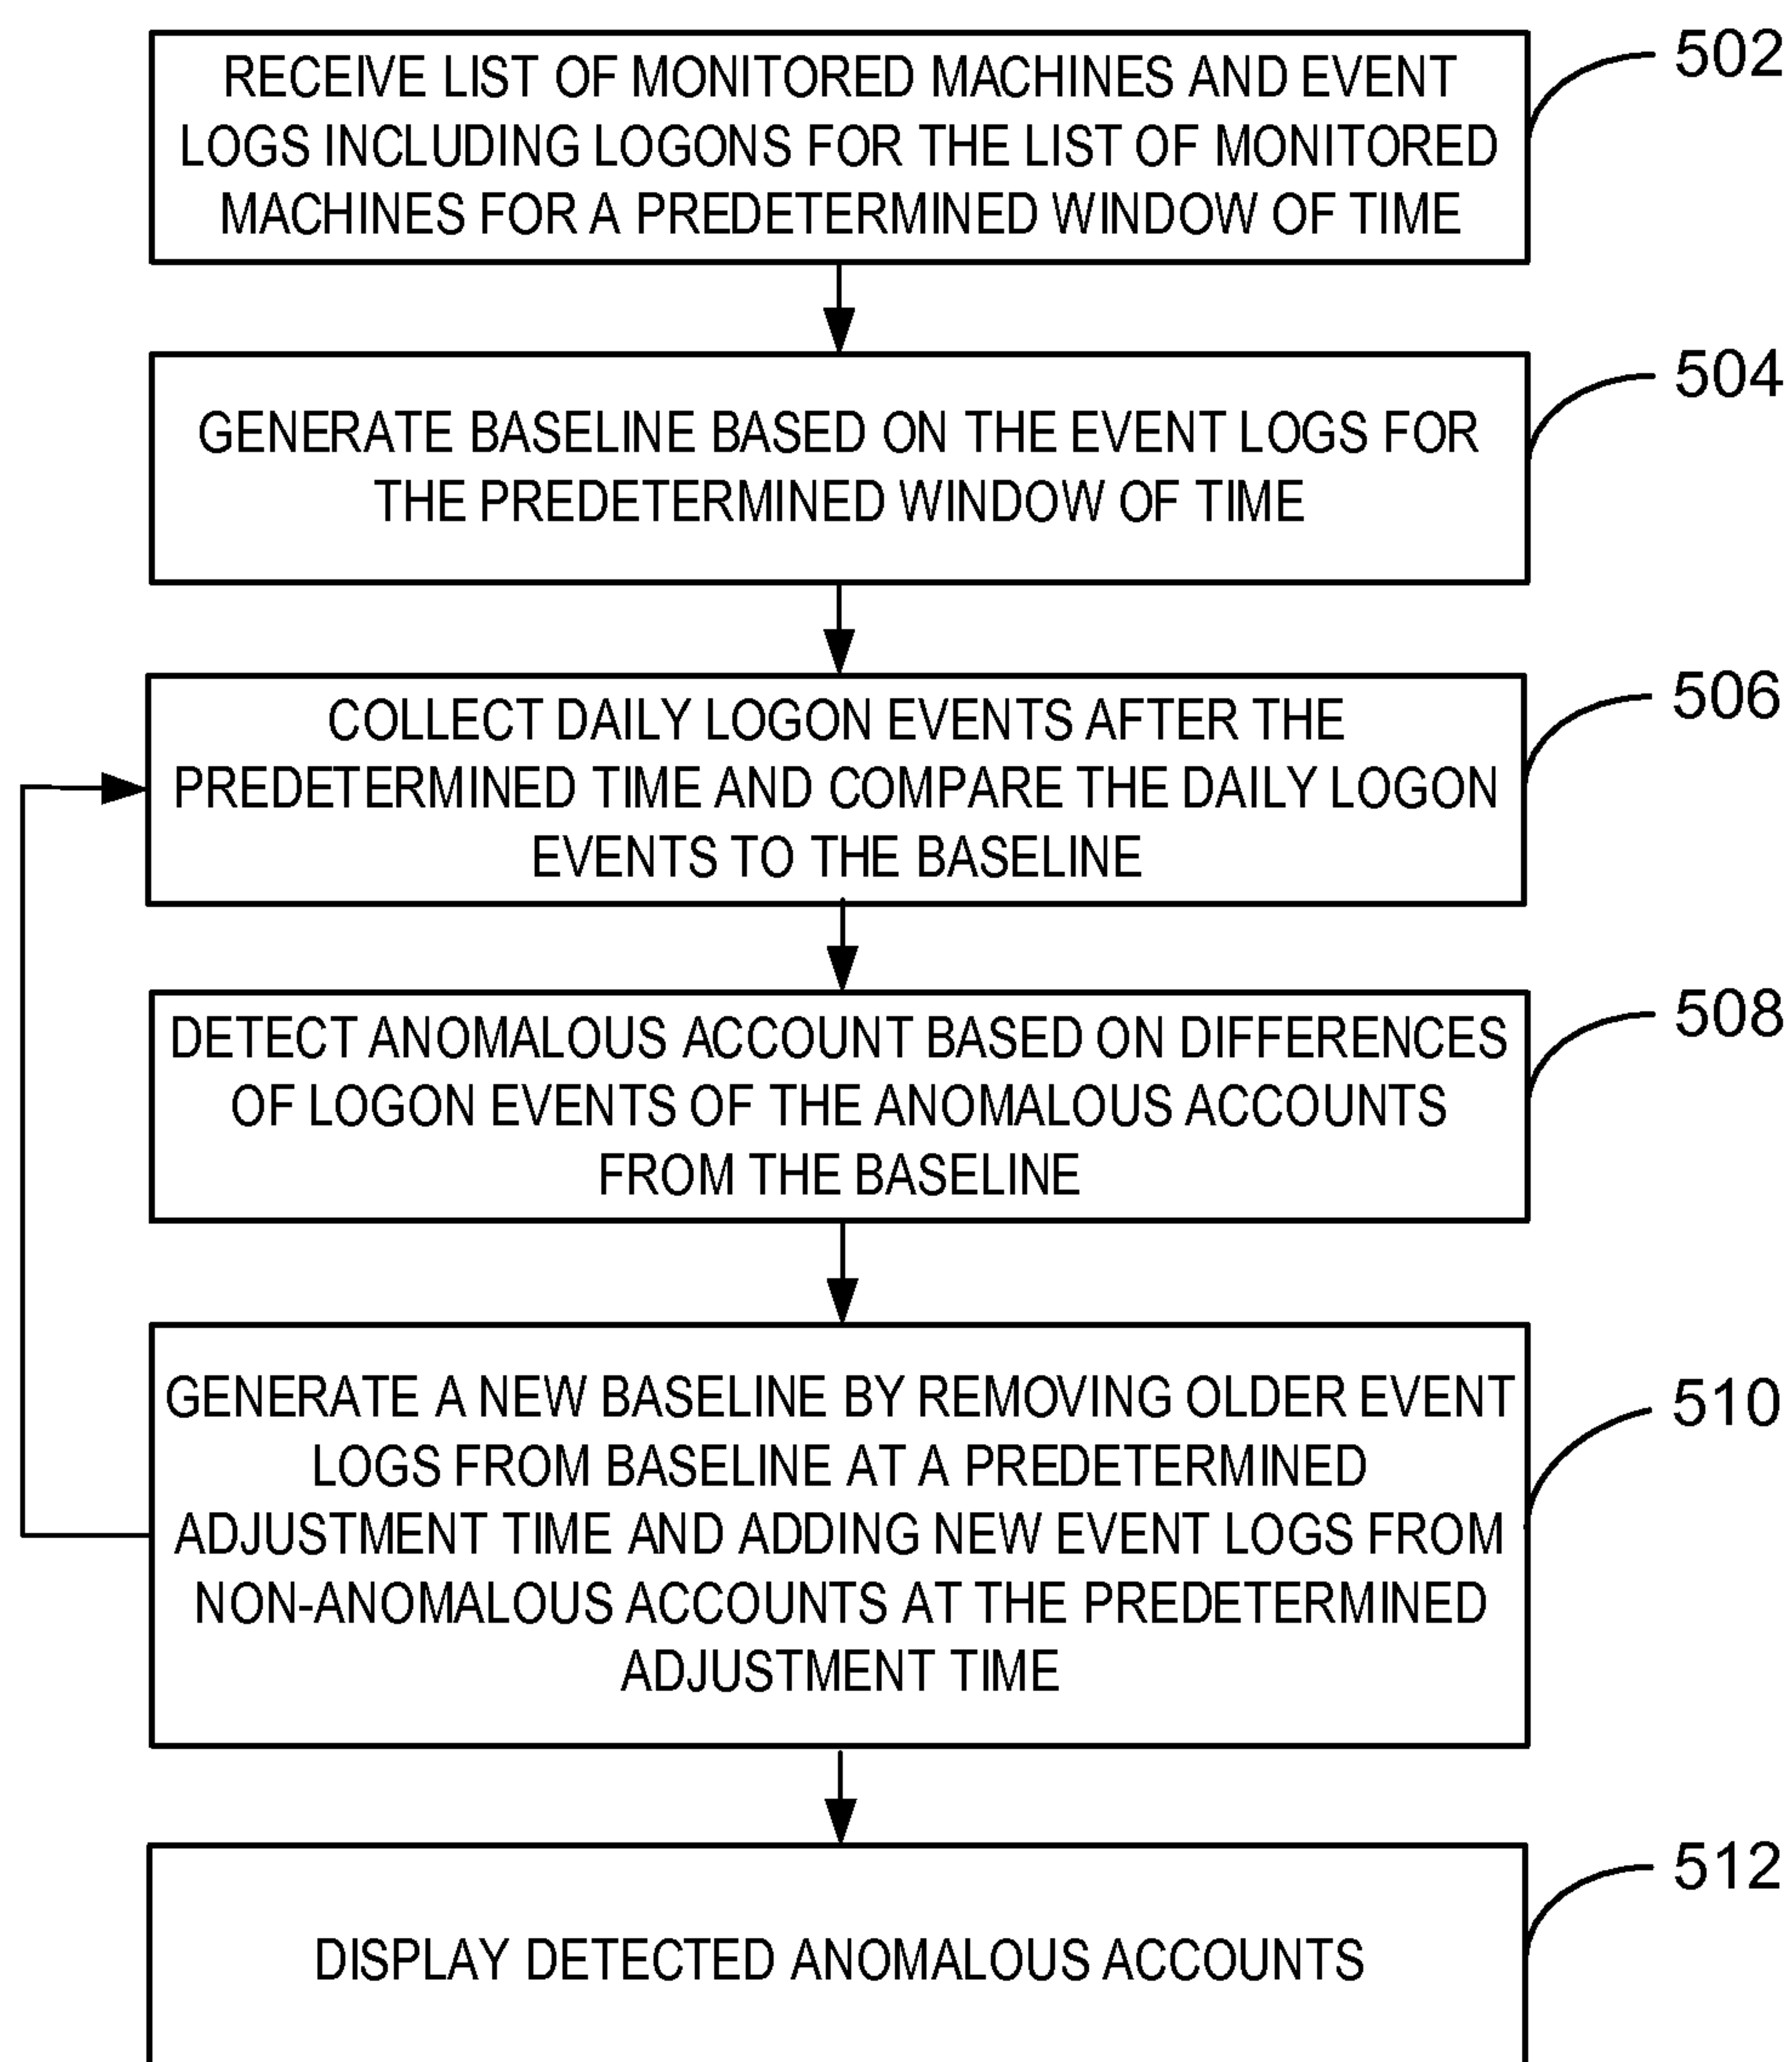 RECEIVE LIST OF MONITORED MACHINES AND EVENT
LOGS INCLUDING LOGONS FOR THE LIST OF MONITORED
MACHINES FOR A PREDETERMINED WINDOW OF TIME
502
GENERATE BASELINE BASED ON THE EVENT LOGS FOR
THE PREDETERMINED WINDOW OF TIME
504
COLLECT DAILY LOGON EVENTS AFTER THE
PREDETERMINED TIME AND COMPARE THE DAILY LOGON
EVENTS TO THE BASELINE
506
DETECT ANOMALOUS ACCOUNT BASED ON DIFFERENCES
OF LOGON EVENTS OF THE ANOMALOUS ACCOUNTS
FROM THE BASELINE
508
GENERATE A NEW BASELINE BY REMOVING OLDER EVENT
LOGS FROM BASELINE AT A PREDETERMINED
ADJUSTMENT TIME AND ADDING NEW EVENT LOGS FROM
NON-ANOMALOUS ACCOUNTS AT THE PREDETERMINED
ADJUSTMENT TIME
510
DISPLAY DETECTED ANOMALOUS ACCOUNTS
512